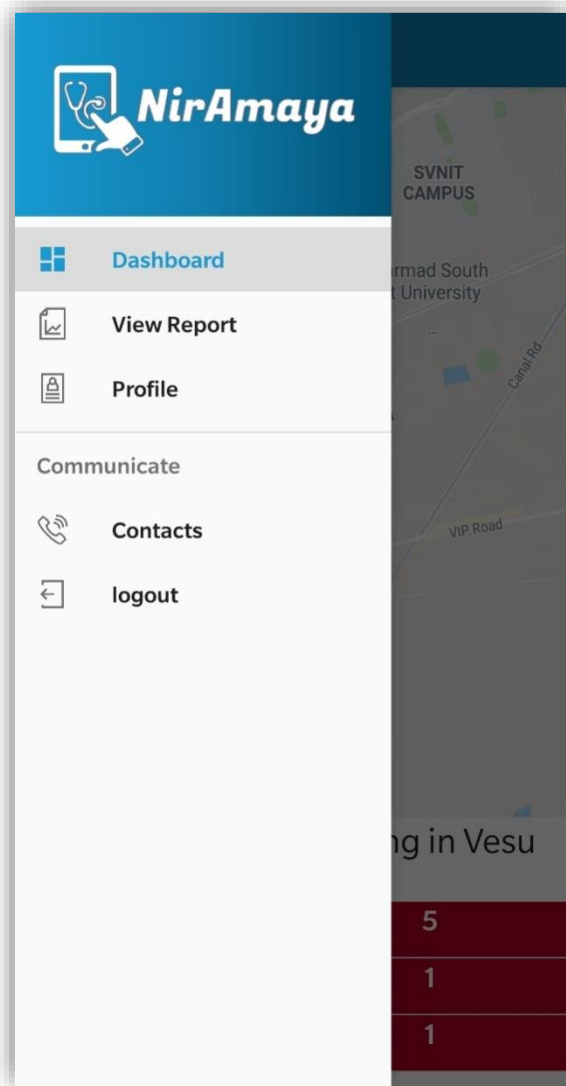 NirAmaya
Dashboard
View Report
Profile
Communicate
Contacts
logout
SVNIT
CAMPUS
rmad South
t University
...
Canal Rd
VIP Road
ng in Vesu
5
1
1